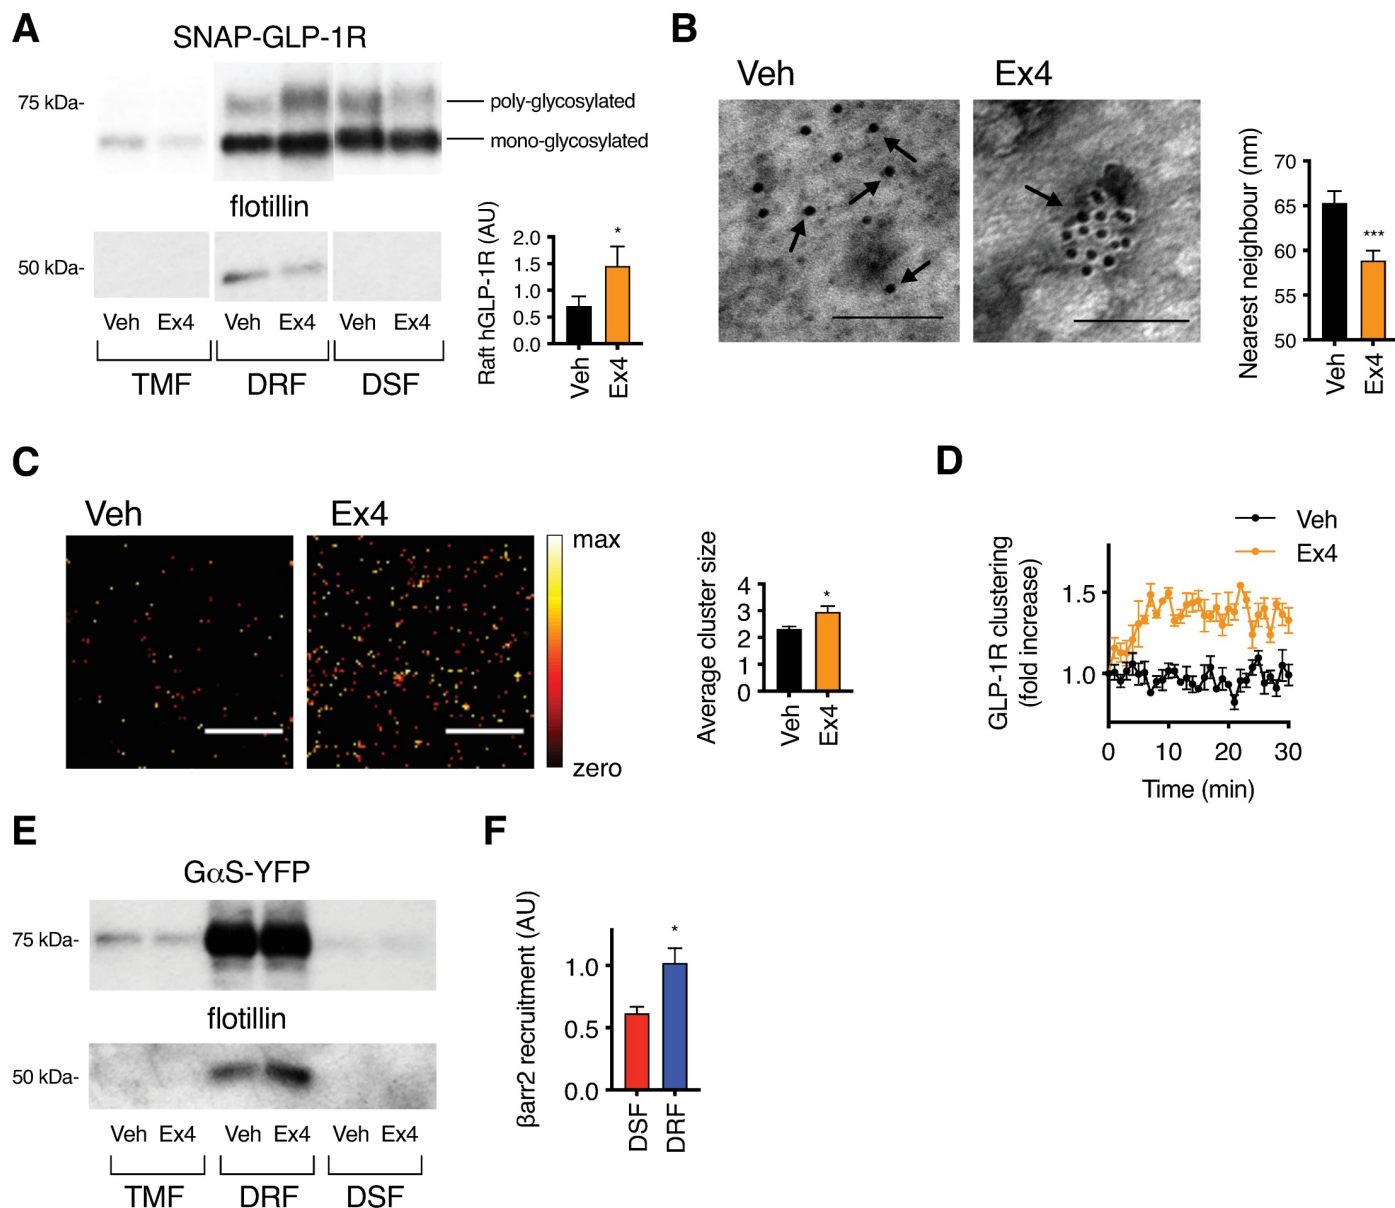 A
SNAP-GLP-1R
75 kDa-
poly-glycosylated
mono-glycosylated
flotillin
50 kDa-
Veh Ex4 Veh Ex4 Veh Ex4
TMF DRF DSF
Raft hGLP-1R (AU)
2.0
1.5
1.0
0.5
0.0
*
Veh Ex4
B
Veh Ex4
Nearest neighbour (nm)
70
65
60
55
50
***
Veh Ex4
C
Veh Ex4
max
zero
Average cluster size
4
3
2
1
0
*
Veh Ex4
D
Veh
Ex4
GLP-1R clustering
(fold increase)
1.5
1.0
0 10 20 30
Time (min)
E
GαS-YFP
75 kDa-
flotillin
50 kDa-
Veh Ex4 Veh Ex4 Veh Ex4
TMF DRF DSF
F
βarr2 recruitment (AU)
1.0
0.5
0.0
*
DSF DRF